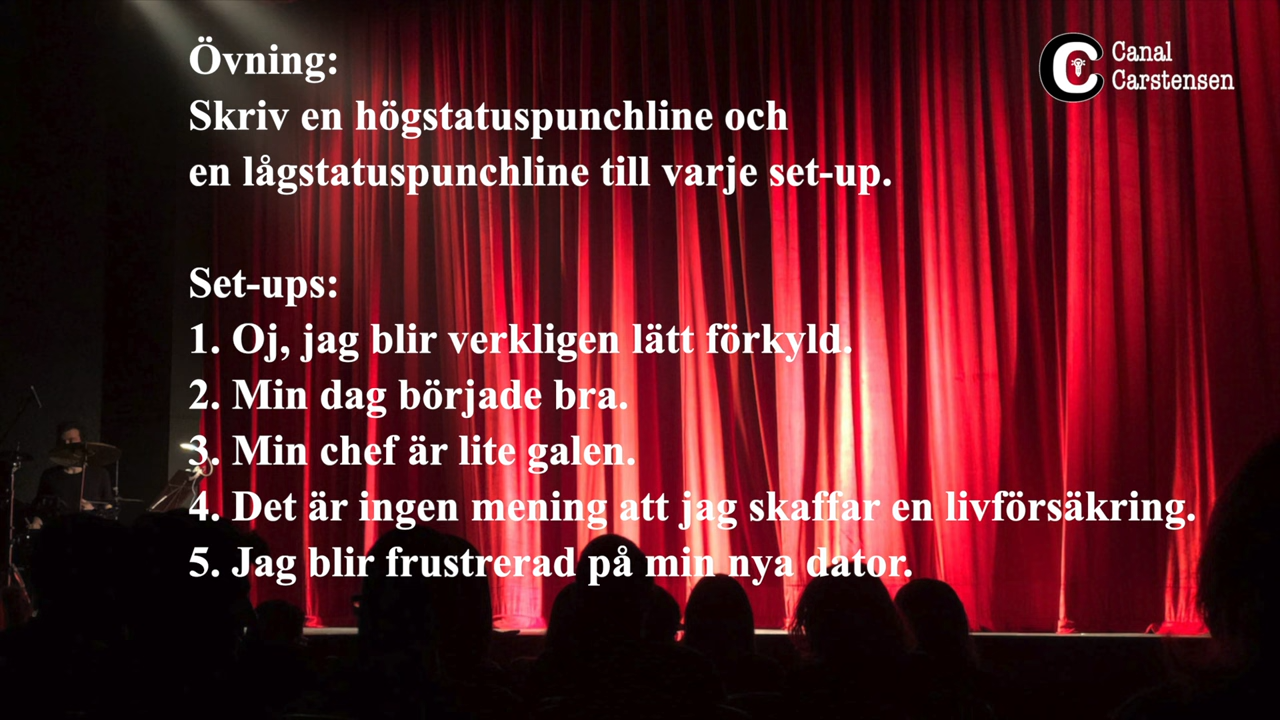 Övning:
Skriv en högstatuspunchline och
en lågstatuspunchline till varje set-up.
Set-ups:
1. Oj, jag blir verkligen lätt förkyld.
2. Min dag började bra.
3. Min chef är lite galen.
4. Det är ingen mening att jag skaffar en livförsäkring.
5. Jag blir frustrerad på min nya dator.
Canal
Carstensen